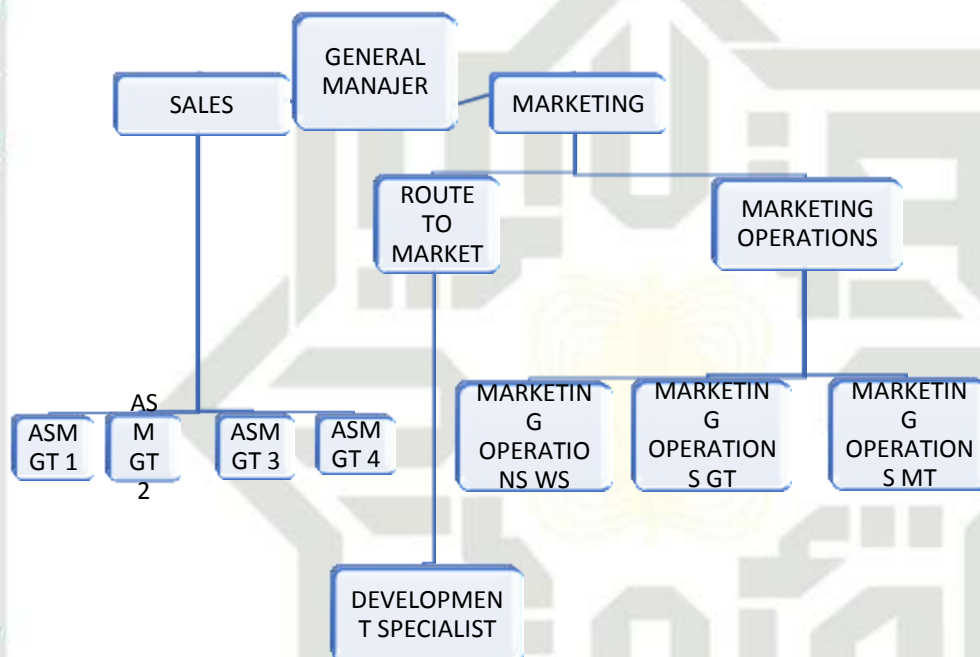 GENERAL
MANAJER
SALES
MARKETING
ROUTE
TO
MARKET
MARKETING
OPERATIONS
ASM
GT 1
AS
M
GT
2
ASM
GT 3
ASM
GT 4
MARKETIN
G
OPERATIO
NS WS
MARKETIN
G
OPERATION
S GT
MARKETIN
G
OPERATION
S MT
DEVELOPMEN
T SPECIALIST